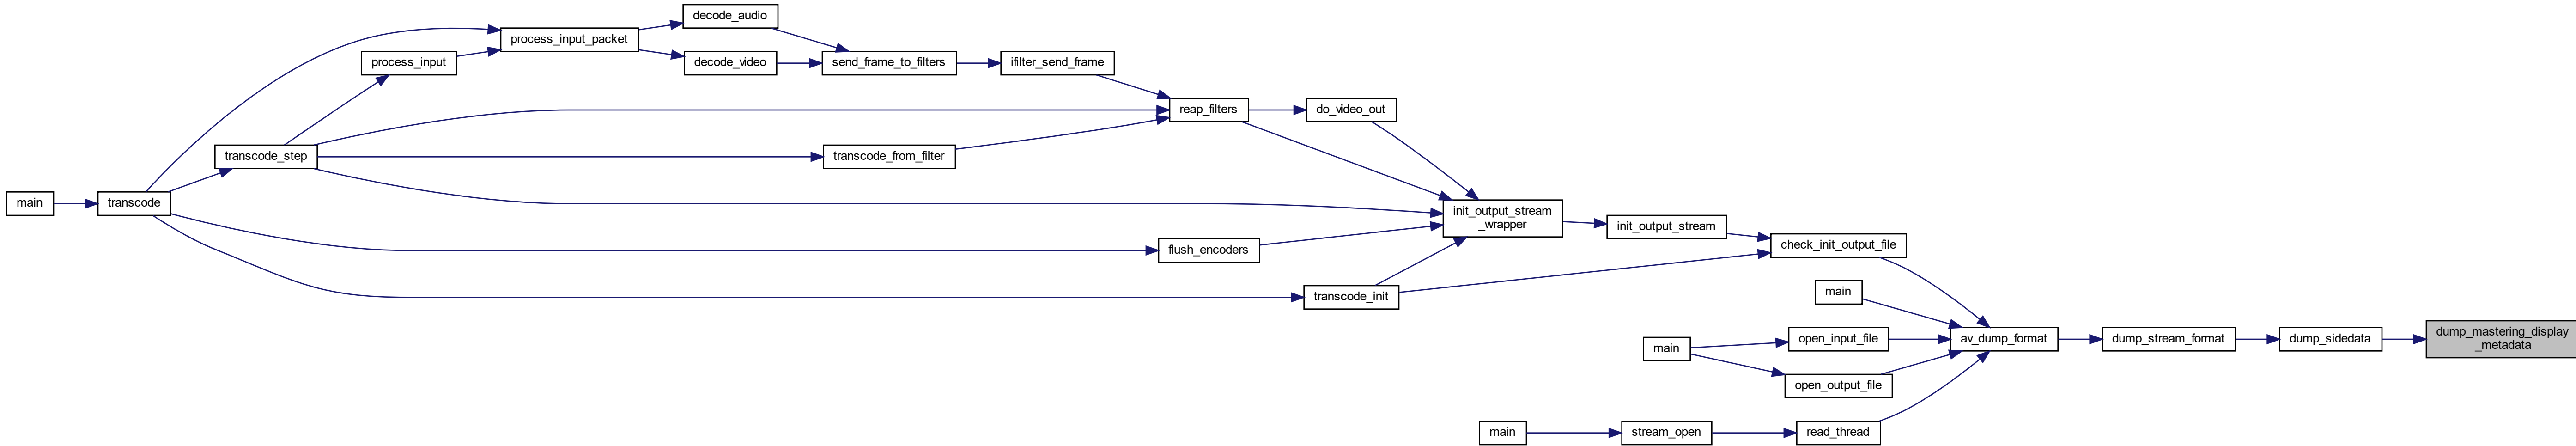 decode_audio
process_input_packet
process_input
decode_video
send_frame_to_filters
ifilter_send_frame
reap_filters
do_video_out
transcode_step
transcode_from_filter
main
transcode
init_output_stream
_wrapper
init_output_stream
flush_encoders
check_init_output_file
transcode_init
main
main
open_input_file
av_dump_format
dump_stream_format
dump_sidedata
dump_mastering_display
_metadata
open_output_file
main
stream_open
read_thread